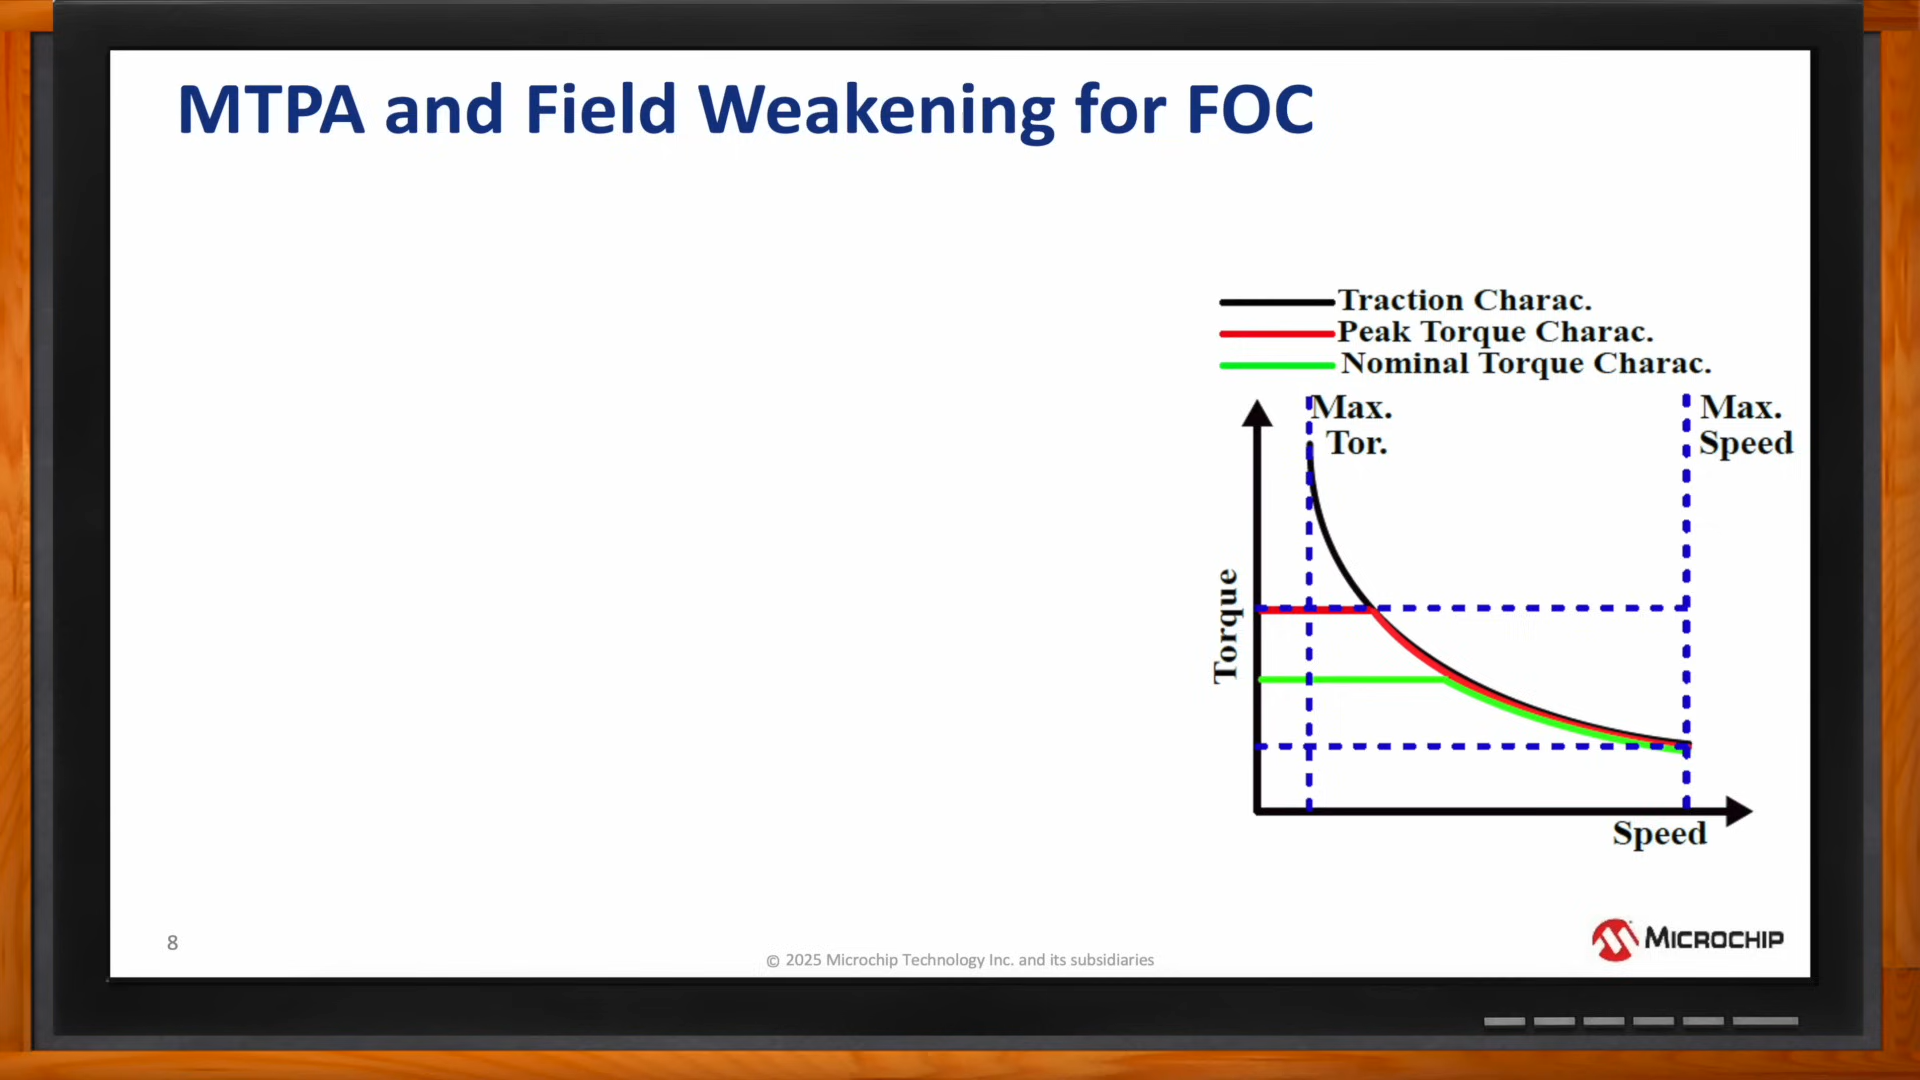 MTPA and Field Weakening for FOC
Traction Charac.
Peak Torque Charac.
Nominal Torque Charac.
Max.
Tor.
Max.
Speed
Torque
Speed
8
© 2025 Microchip Technology Inc. and its subsidiaries
MICROCHIP